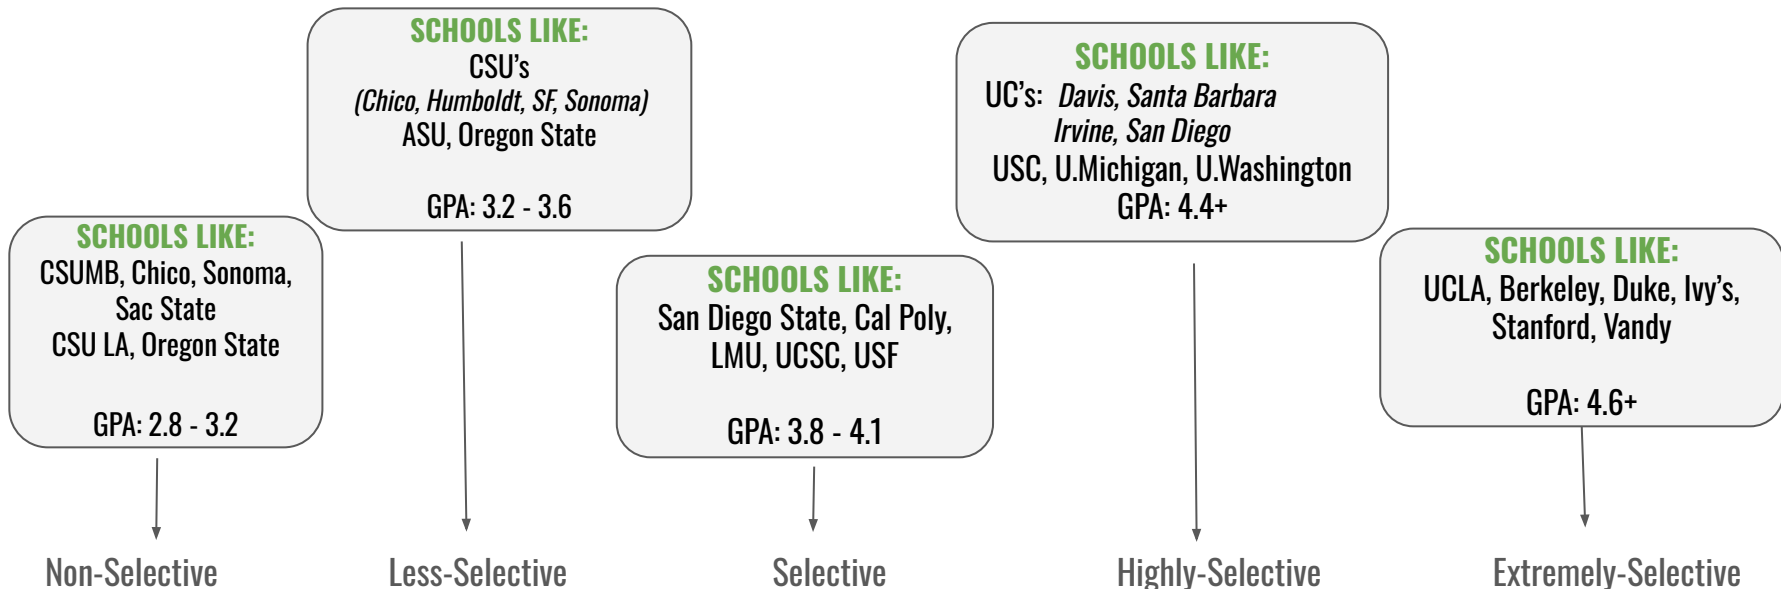 SCHOOLS LIKE:
CSUMB, Chico, Sonoma,
Sac State
CSU LA, Oregon State
GPA: 2.8 - 3.2
Non-Selective
SCHOOLS LIKE:
CSU’s
(Chico, Humboldt, SF, Sonoma)
ASU, Oregon State
GPA: 3.2 - 3.6
Less-Selective
SCHOOLS LIKE:
San Diego State, Cal Poly,
LMU, UCSC, USF
GPA: 3.8 - 4.1
Selective
SCHOOLS LIKE:
UC’s: Davis, Santa Barbara
Irvine, San Diego
USC, U.Michigan, U.Washington
GPA: 4.4+
Highly-Selective
SCHOOLS LIKE:
UCLA, Berkeley, Duke, Ivy’s,
Stanford, Vandy
GPA: 4.6+
Extremely-Selective